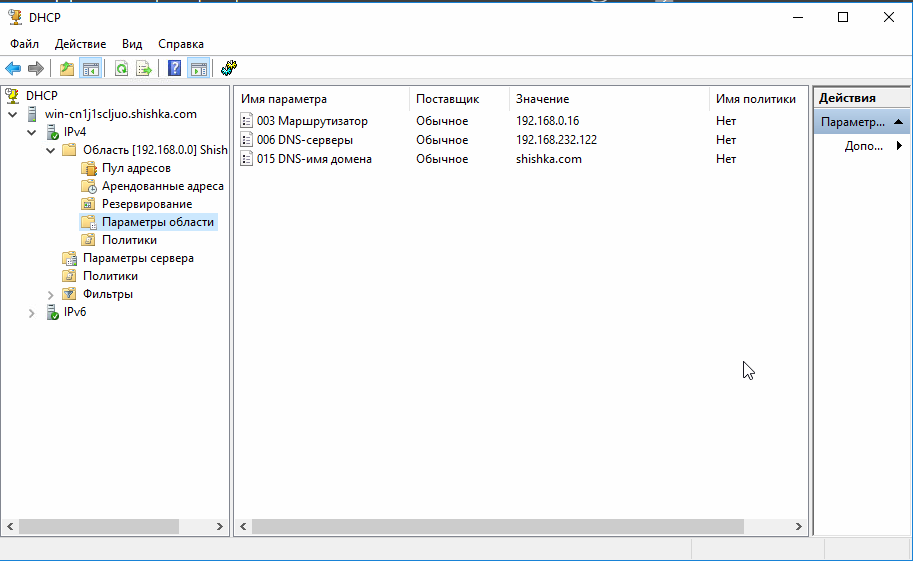 DHCP
Файл Действие Вид Справка
DHCP
win-cn1j1scljuo.shishka.com
IPv4
Область [192.168.0.0] Shish
Пул адресов
Арендованные адреса
Резервирование
Параметры области
Политики
Параметры сервера
Политики
Фильтры
IPv6
Имя параметра Поставщик Значение Имя политики
003 Маршрутизатор Обычное 192.168.0.16 Нет
006 DNS-серверы Обычное 192.168.232.122 Нет
015 DNS-имя домена Обычное shishka.com Нет
Действия
Параметр...
Допо...